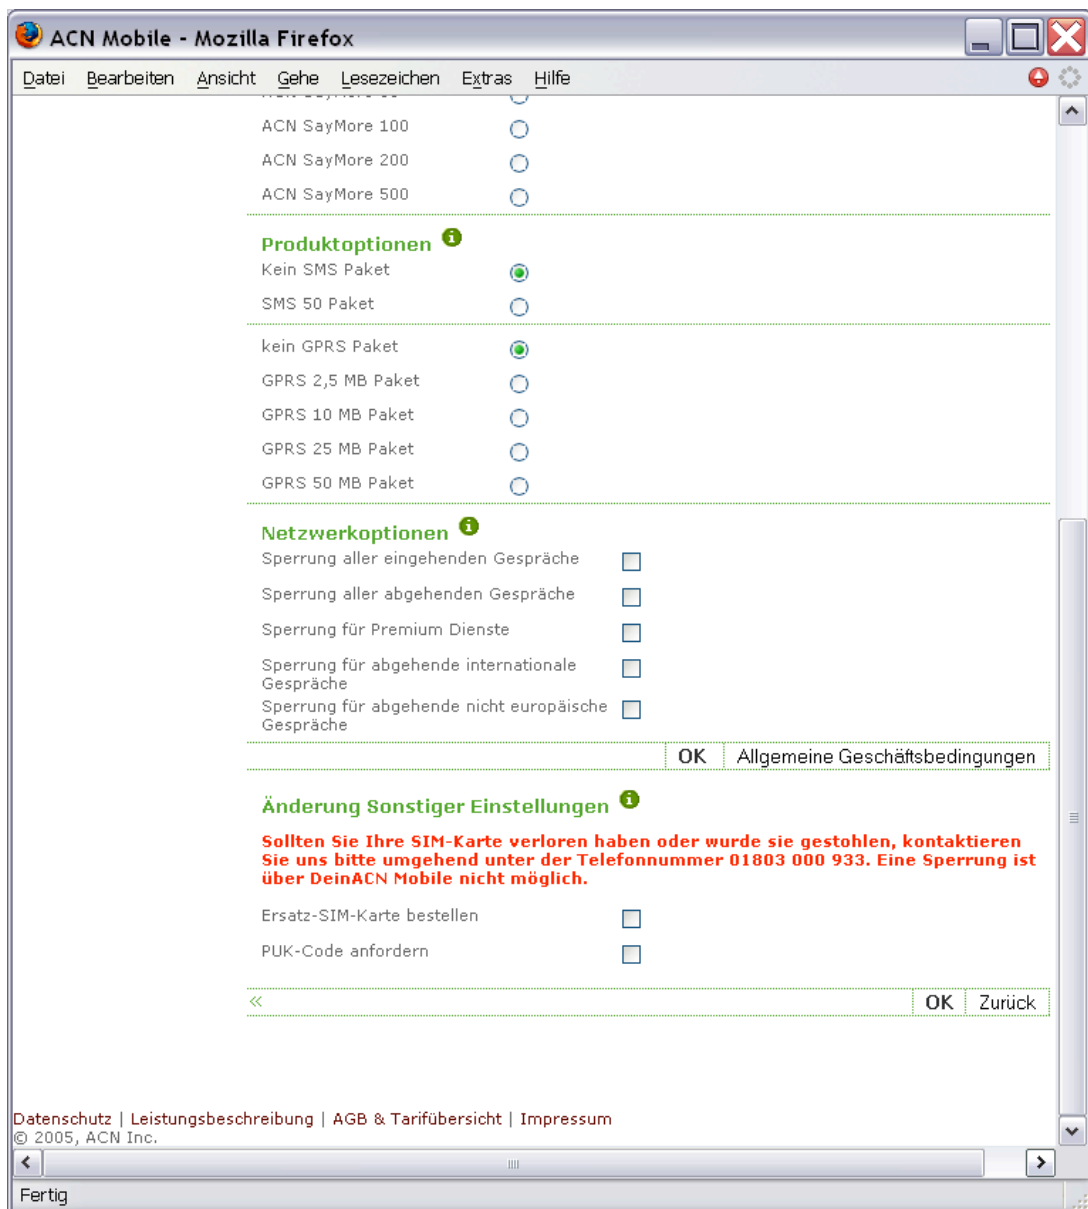 ACN Mobile - Mozilla Firefox
Datei Bearbeiten Ansicht Gehe Lesezeichen Extras Hilfe
ACN SayMore 100
ACN SayMore 200
ACN SayMore 500
Produktoptionen
Kein SMS Paket
SMS 50 Paket
kein GPRS Paket
GPRS 2,5 MB Paket
GPRS 10 MB Paket
GPRS 25 MB Paket
GPRS 50 MB Paket
Netzwerkoptionen
Sperrung aller eingehenden Gespräche
Sperrung aller abgehenden Gespräche
Sperrung für Premium Dienste
Sperrung für abgehende internationale
Gespräche
Sperrung für abgehende nicht europäische
Gespräche
OK Allgemeine Geschäftsbedingungen
Änderung Sonstiger Einstellungen
Sollten Sie Ihre SIM-Karte verloren haben oder wurde sie gestohlen, kontaktieren
Sie uns bitte umgehend unter der Telefonnummer 01803 000 933. Eine Sperrung ist
über DeinACN Mobile nicht möglich.
Ersatz-SIM-Karte bestellen
PUK-Code anfordern
« OK Zurück
Datenschutz | Leistungsbeschreibung | AGB & Tarifübersicht | Impressum
© 2005, ACN Inc.
Fertig